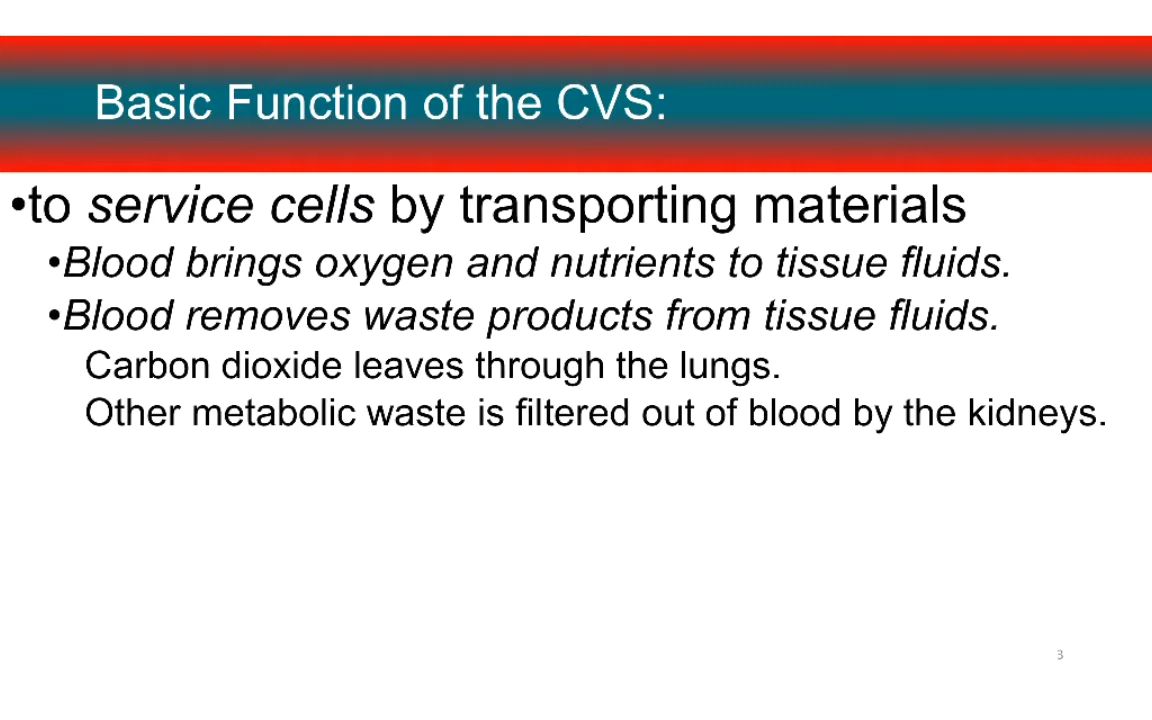 Basic Function of the CVS:
•to service cells by transporting materials
•Blood brings oxygen and nutrients to tissue fluids.
•Blood removes waste products from tissue fluids.
Carbon dioxide leaves through the lungs.
Other metabolic waste is filtered out of blood by the kidneys.
3